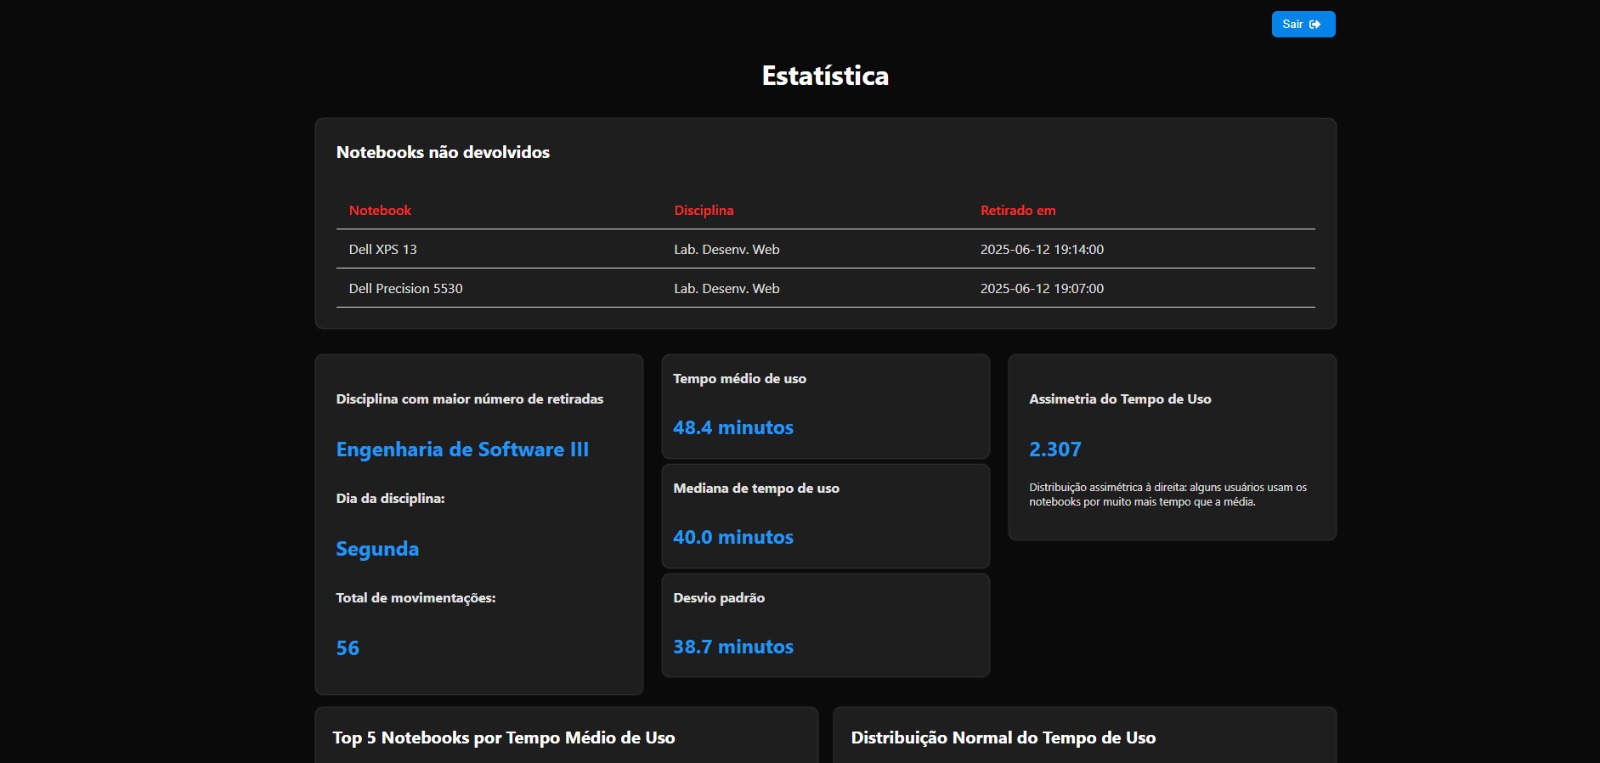 Sair
Estatística
Notebooks não devolvidos
Notebook Disciplina Retirado em
Dell XPS 13 Lab. Desenv. Web 2025-06-12 19:14:00
Dell Precision 5530 Lab. Desenv. Web 2025-06-12 19:07:00
Disciplina com maior número de retiradas
Engenharia de Software III
Dia da disciplina:
Segunda
Total de movimentações:
56
Tempo médio de uso
48.4 minutos
Mediana de tempo de uso
40.0 minutos
Desvio padrão
38.7 minutos
Assimetria do Tempo de Uso
2.307
Distribuição assimétrica à direita: alguns usuários usam os
notebooks por muito mais tempo que a média.
Top 5 Notebooks por Tempo Médio de Uso
Distribuição Normal do Tempo de Uso